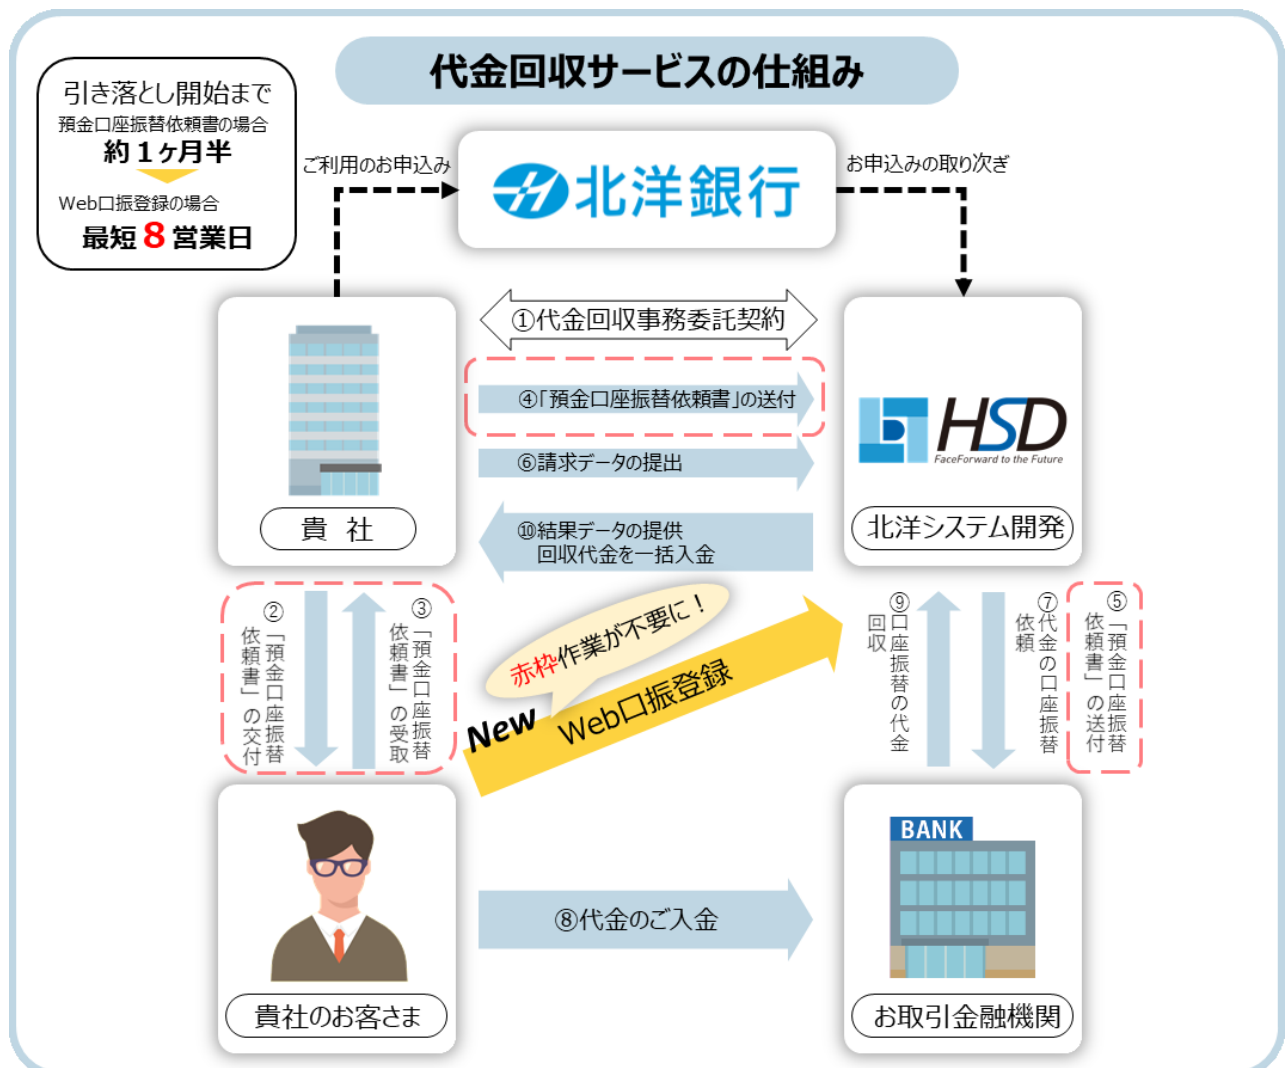 代金回収サービスの仕組み
引き落とし開始まで
預金口座振替依頼書の場合
約1ヶ月半
Web口振登録の場合
最短8営業日
ご利用のお申込み
北洋銀行
お申込みの取り次ぎ
①代金回収事務委託契約
④「預金口座振替依頼書」の送付
⑥請求データの提出
⑩結果データの提供
回収代金を一括入金
貴 社
HSD
FaceForward to the Future
北洋システム開発
②「預金口座振替
依頼書」の交付
③「預金口座振替
依頼書」の受取
赤枠作業が不要に!
New
Web口振登録
⑨口座振替の代金
回収
⑦代金の口座振替
依頼
⑤「預金口座振替
依頼書」の送付
⑧代金のご入金
貴社のお客さま
BANK
お取引金融機関